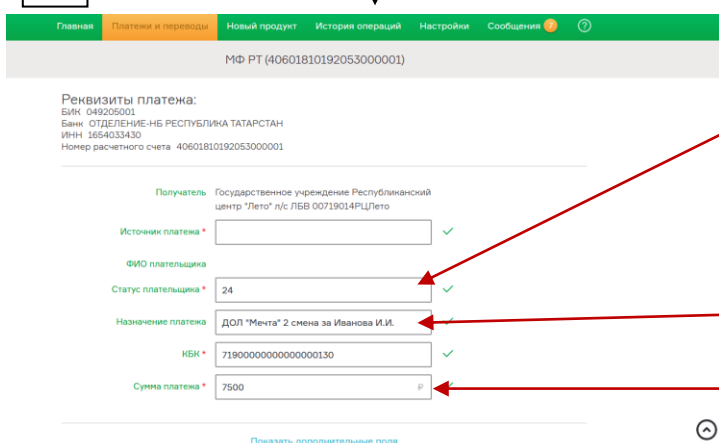 Главная Платежи и переводы Новый продукт История операций Настройки Сообщения 7 ?
МФ РТ (40601810192053000001)
Реквизиты платежа:
БИК 049205001
Банк ОТДЕЛЕНИЕ-НБ РЕСПУБЛИКА ТАТАРСТАН
ИНН 1654033430
Номер расчетного счета 40601810192053000001
Получатель Государственное учреждение Республиканский
центр "Лето" л/с ЛБВ 00719014РЦЛето
Источник платежа *
ФИО плательщика
Статус плательщика * 24
Назначение платежа ДОЛ "Мечта" 2 смена за Иванова И.И.
КБК * 71900000000000000130
Сумма платежа * 7500 ₽
Показать дополнительные поля